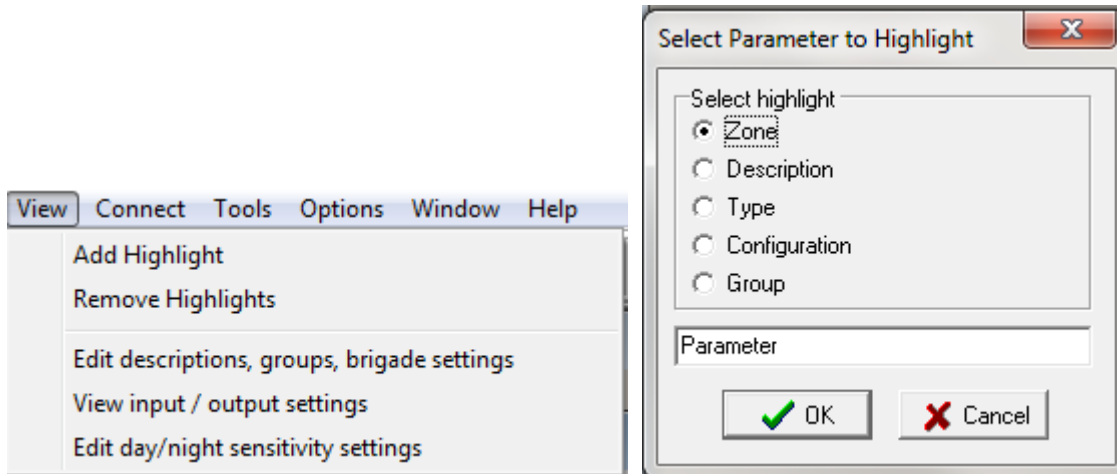 View Connect Tools Options Window Help
Add Highlight
Remove Highlights
Edit descriptions, groups, brigade settings
View input / output settings
Edit day/night sensitivity settings
Select Parameter to Highlight
Select highlight
Zone
Description
Type
Configuration
Group
Parameter
OK Cancel